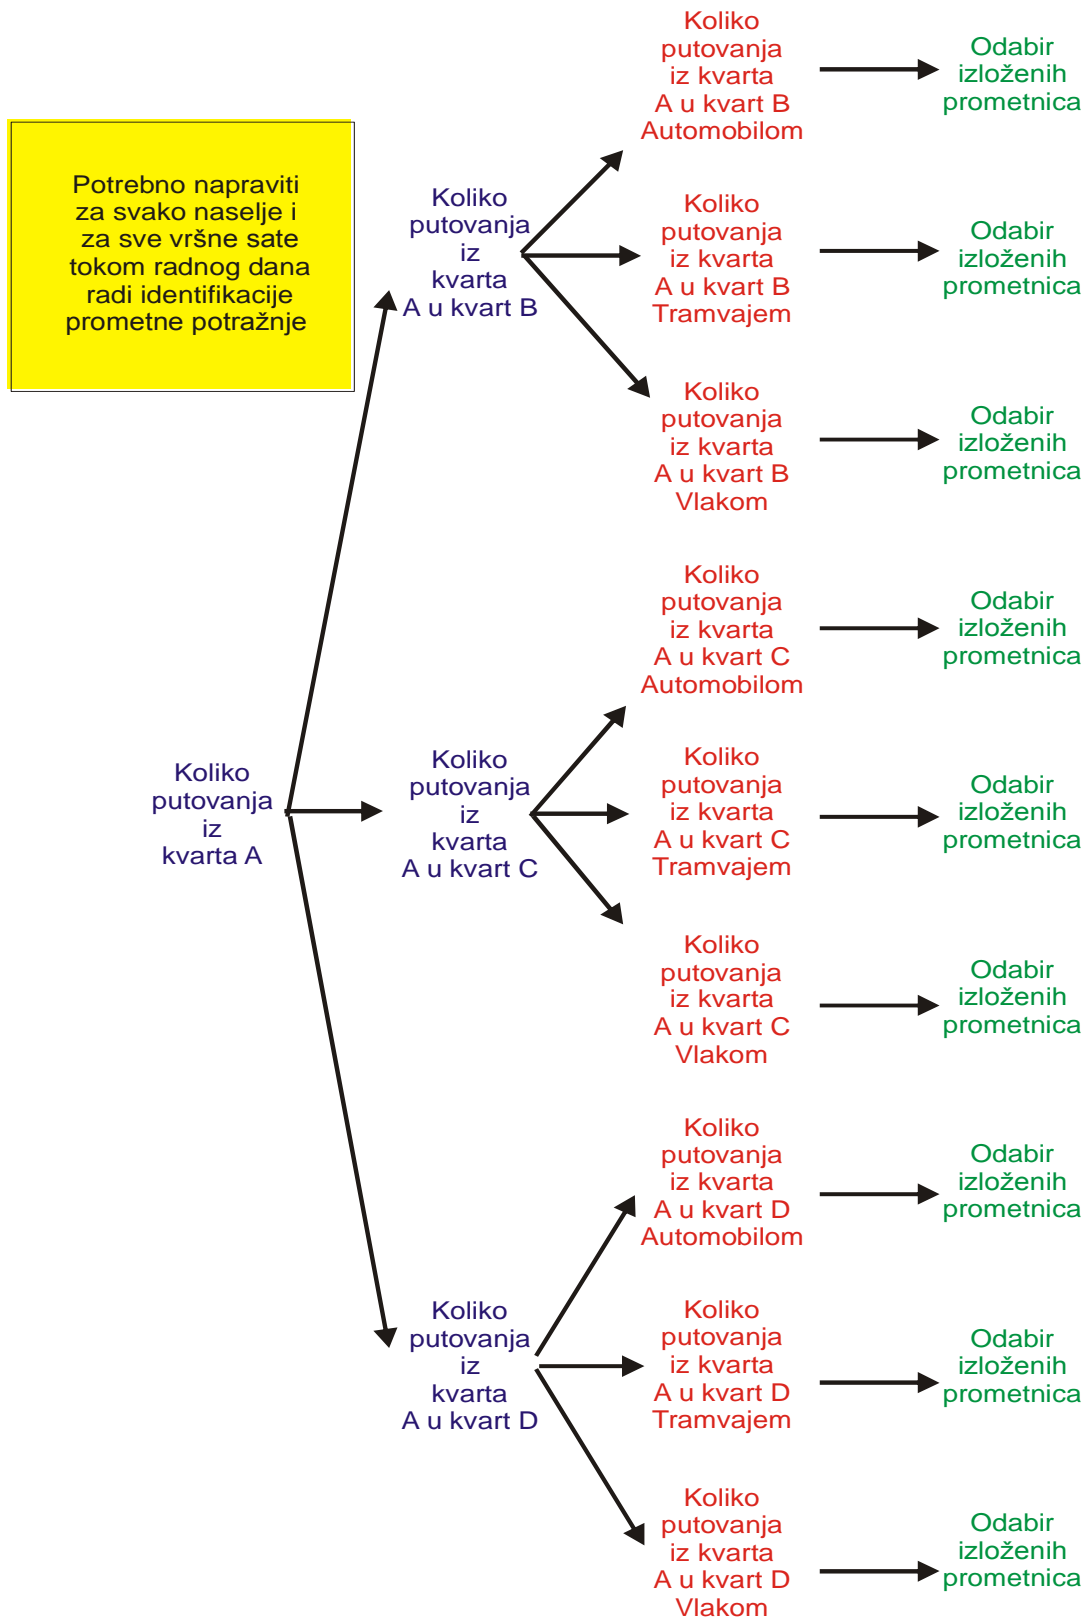 Potrebno napraviti
za svako naselje i
za sve vršne sate
tokom radnog dana
radi identifikacije
prometne potražnje
Koliko
putovanja
iz
kvarta A
Koliko
putovanja
iz
kvarta
A u kvart B
Koliko
putovanja
iz kvarta
A u kvart B
Automobilom
Odabir
izloženih
prometnica
Koliko
putovanja
iz kvarta
A u kvart B
Tramvajem
Odabir
izloženih
prometnica
Koliko
putovanja
iz kvarta
A u kvart B
Vlakom
Odabir
izloženih
prometnica
Koliko
putovanja
iz
kvarta
A u kvart C
Koliko
putovanja
iz kvarta
A u kvart C
Automobilom
Odabir
izloženih
prometnica
Koliko
putovanja
iz kvarta
A u kvart C
Tramvajem
Odabir
izloženih
prometnica
Koliko
putovanja
iz kvarta
A u kvart C
Vlakom
Odabir
izloženih
prometnica
Koliko
putovanja
iz
kvarta
A u kvart D
Koliko
putovanja
iz kvarta
A u kvart D
Automobilom
Odabir
izloženih
prometnica
Koliko
putovanja
iz kvarta
A u kvart D
Tramvajem
Odabir
izloženih
prometnica
Koliko
putovanja
iz kvarta
A u kvart D
Vlakom
Odabir
izloženih
prometnica